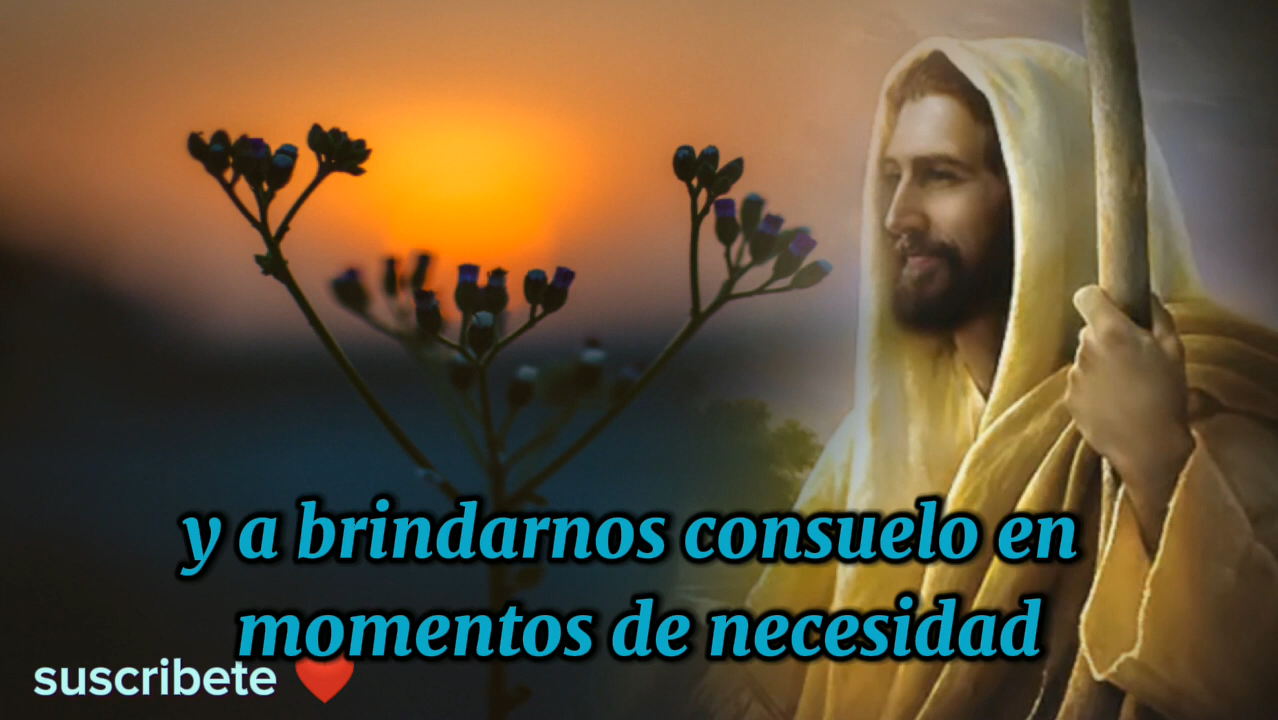 y a brindarnos consuelo en
momentos de necesidad
suscribete ❤️